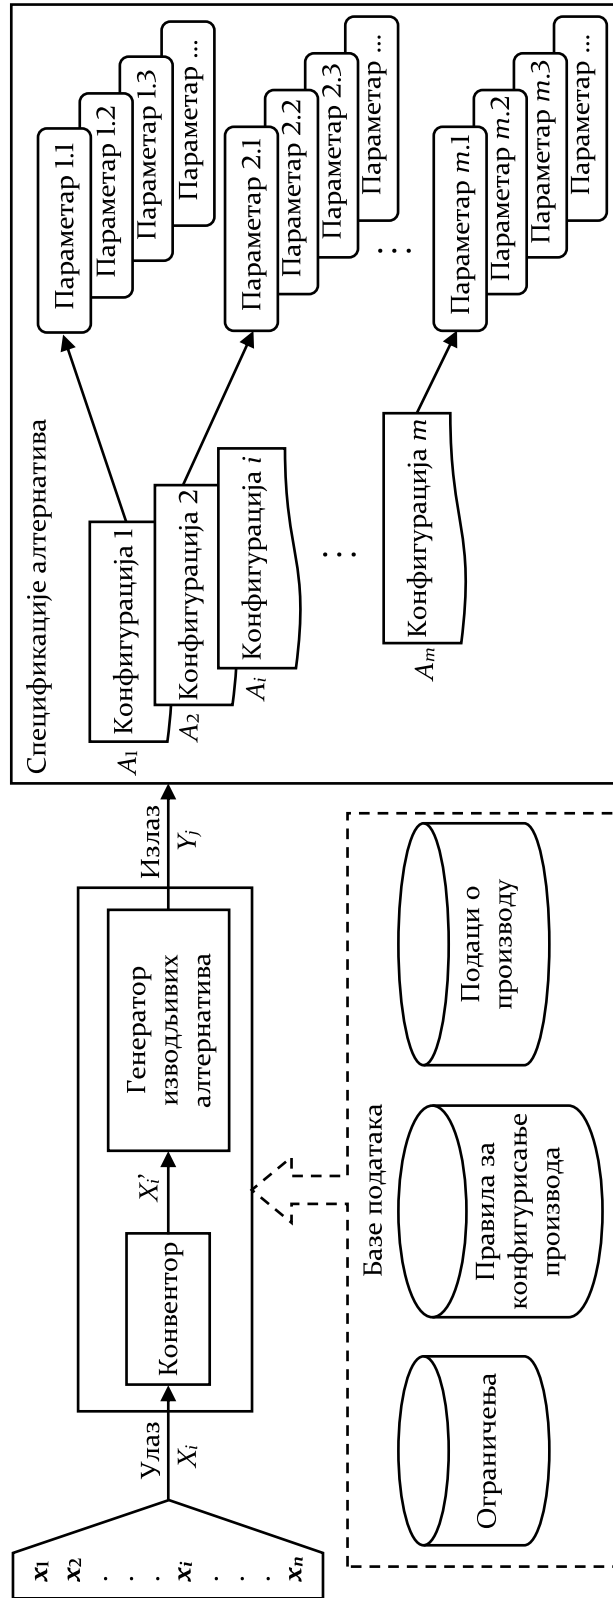 x1
x2
.
.
.
xi
.
.
.
xn
Улаз
Xi
Конвентор
Xi’
Генератор
изводљивих
алтернатива
Излаз
Yj
Базе података
Ограничења
Правила за
конфигурисање
производа
Подаци о
производу
Спецификације алтернатива
Конфигурација 1
A1
Конфигурација 2
A2
Конфигурација i
Ai
. . .
Конфигурација m
Am
Параметар 1.1
Параметар 1.2
Параметар 1.3
Параметар ...
Параметар 2.1
Параметар 2.2
Параметар 2.3
Параметар ...
. . .
Параметар m.1
Параметар m.2
Параметар m.3
Параметар ...